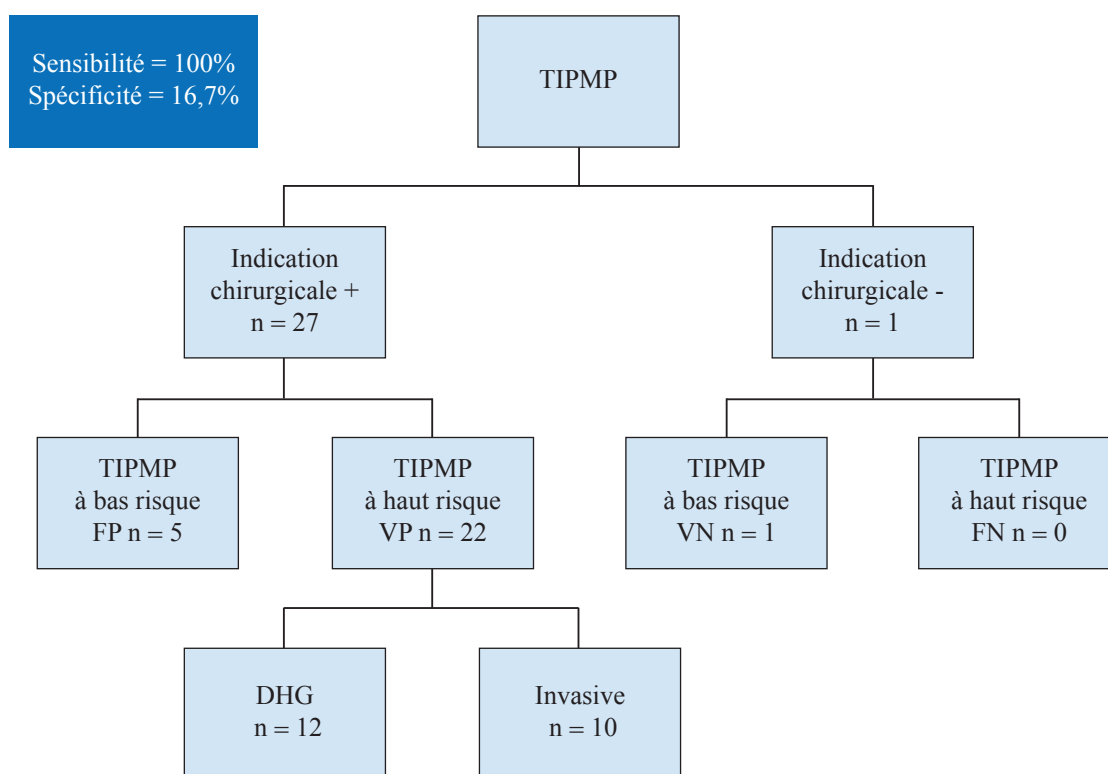 Sensibilité = 100%
Spécificité = 16,7%
TIPMP
Indication
chirurgicale +
n = 27
Indication
chirurgicale -
n = 1
TIPMP
à bas risque
FP n = 5
TIPMP
à haut risque
VP n = 22
TIPMP
à bas risque
VN n = 1
TIPMP
à haut risque
FN n = 0
DHG
n = 12
Invasive
n = 10